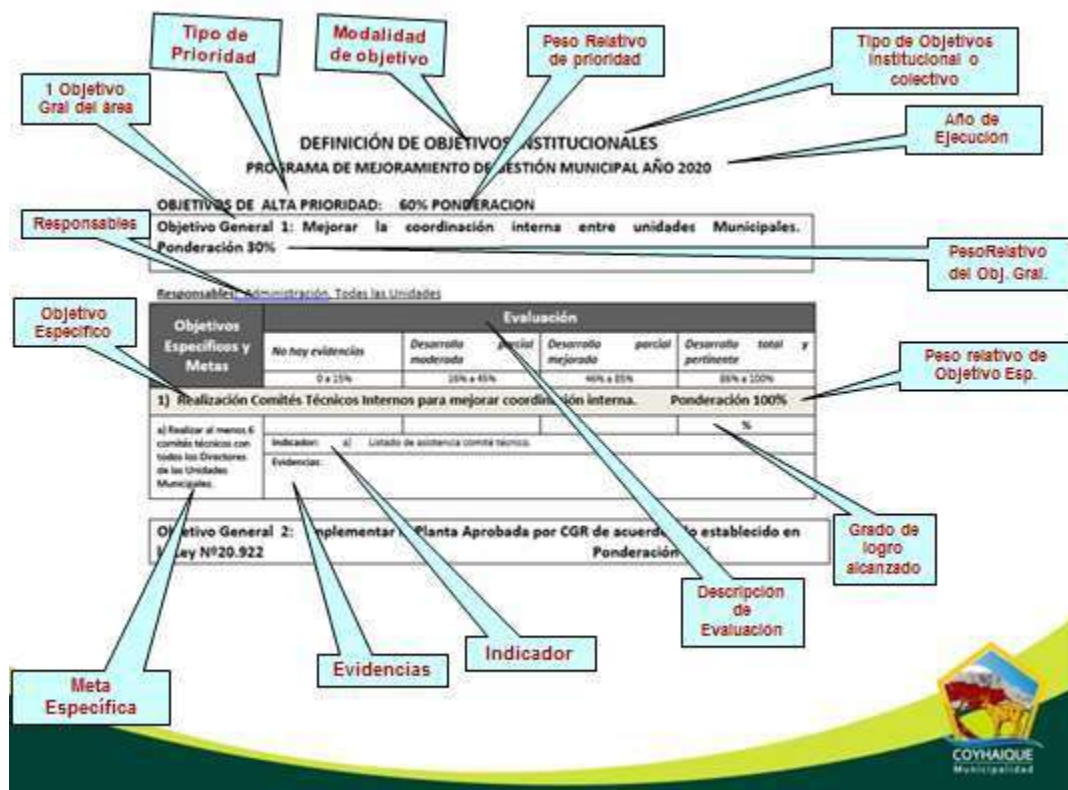 Tipo de
Prioridad
Modalidad
de objetivo
Peso Relativo
de prioridad
Tipo de Objetivos
Institucional o
colectivo
1 Objetivo
Gral del área
Año de
Ejecución
DEFINICIÓN DE OBJETIVOS INSTITUCIONALES
PROGRAMA DE MEJORAMIENTO DE GESTIÓN MUNICIPAL AÑO 2020
OBJETIVOS DE ALTA PRIORIDAD: 60% PONDERACION
Responsables
Objetivo General 1: Mejorar la coordinación interna entre unidades Municipales.
Ponderación 30%
PesoRelativo
del Obj. Gral.
Responsables: Administración, Todas las Unidades
Objetivo
Especifico
Objetivos
Específicos y
Metas
Evaluación
No hay evidencias
Desarrollo parcial
moderado
Desarrollo parcial
mejorado
Desarrollo total y
pertinente
0 a 15%
16% a 45%
46% a 85%
86% a 100%
Peso relativo de
Objetivo Esp.
1) Realización Comités Técnicos Internos para mejorar coordinación interna. Ponderación 100%
%
a) Realizar al menos 6
comités técnicos con
todos los Directores
de las Unidades
Municipales.
Indicador: a) Listado de asistencia comité técnico.
Evidencias:
Objetivo General 2: Implementar Planta Aprobada por CGR de acuerdo lo establecido en
Ley Nº20.922 Ponderación
Grado de
logro
alcanzado
Descripción
de
Evaluación
Indicador
Evidencias
Meta
Específica
COYHAIQUE
Municipalidad